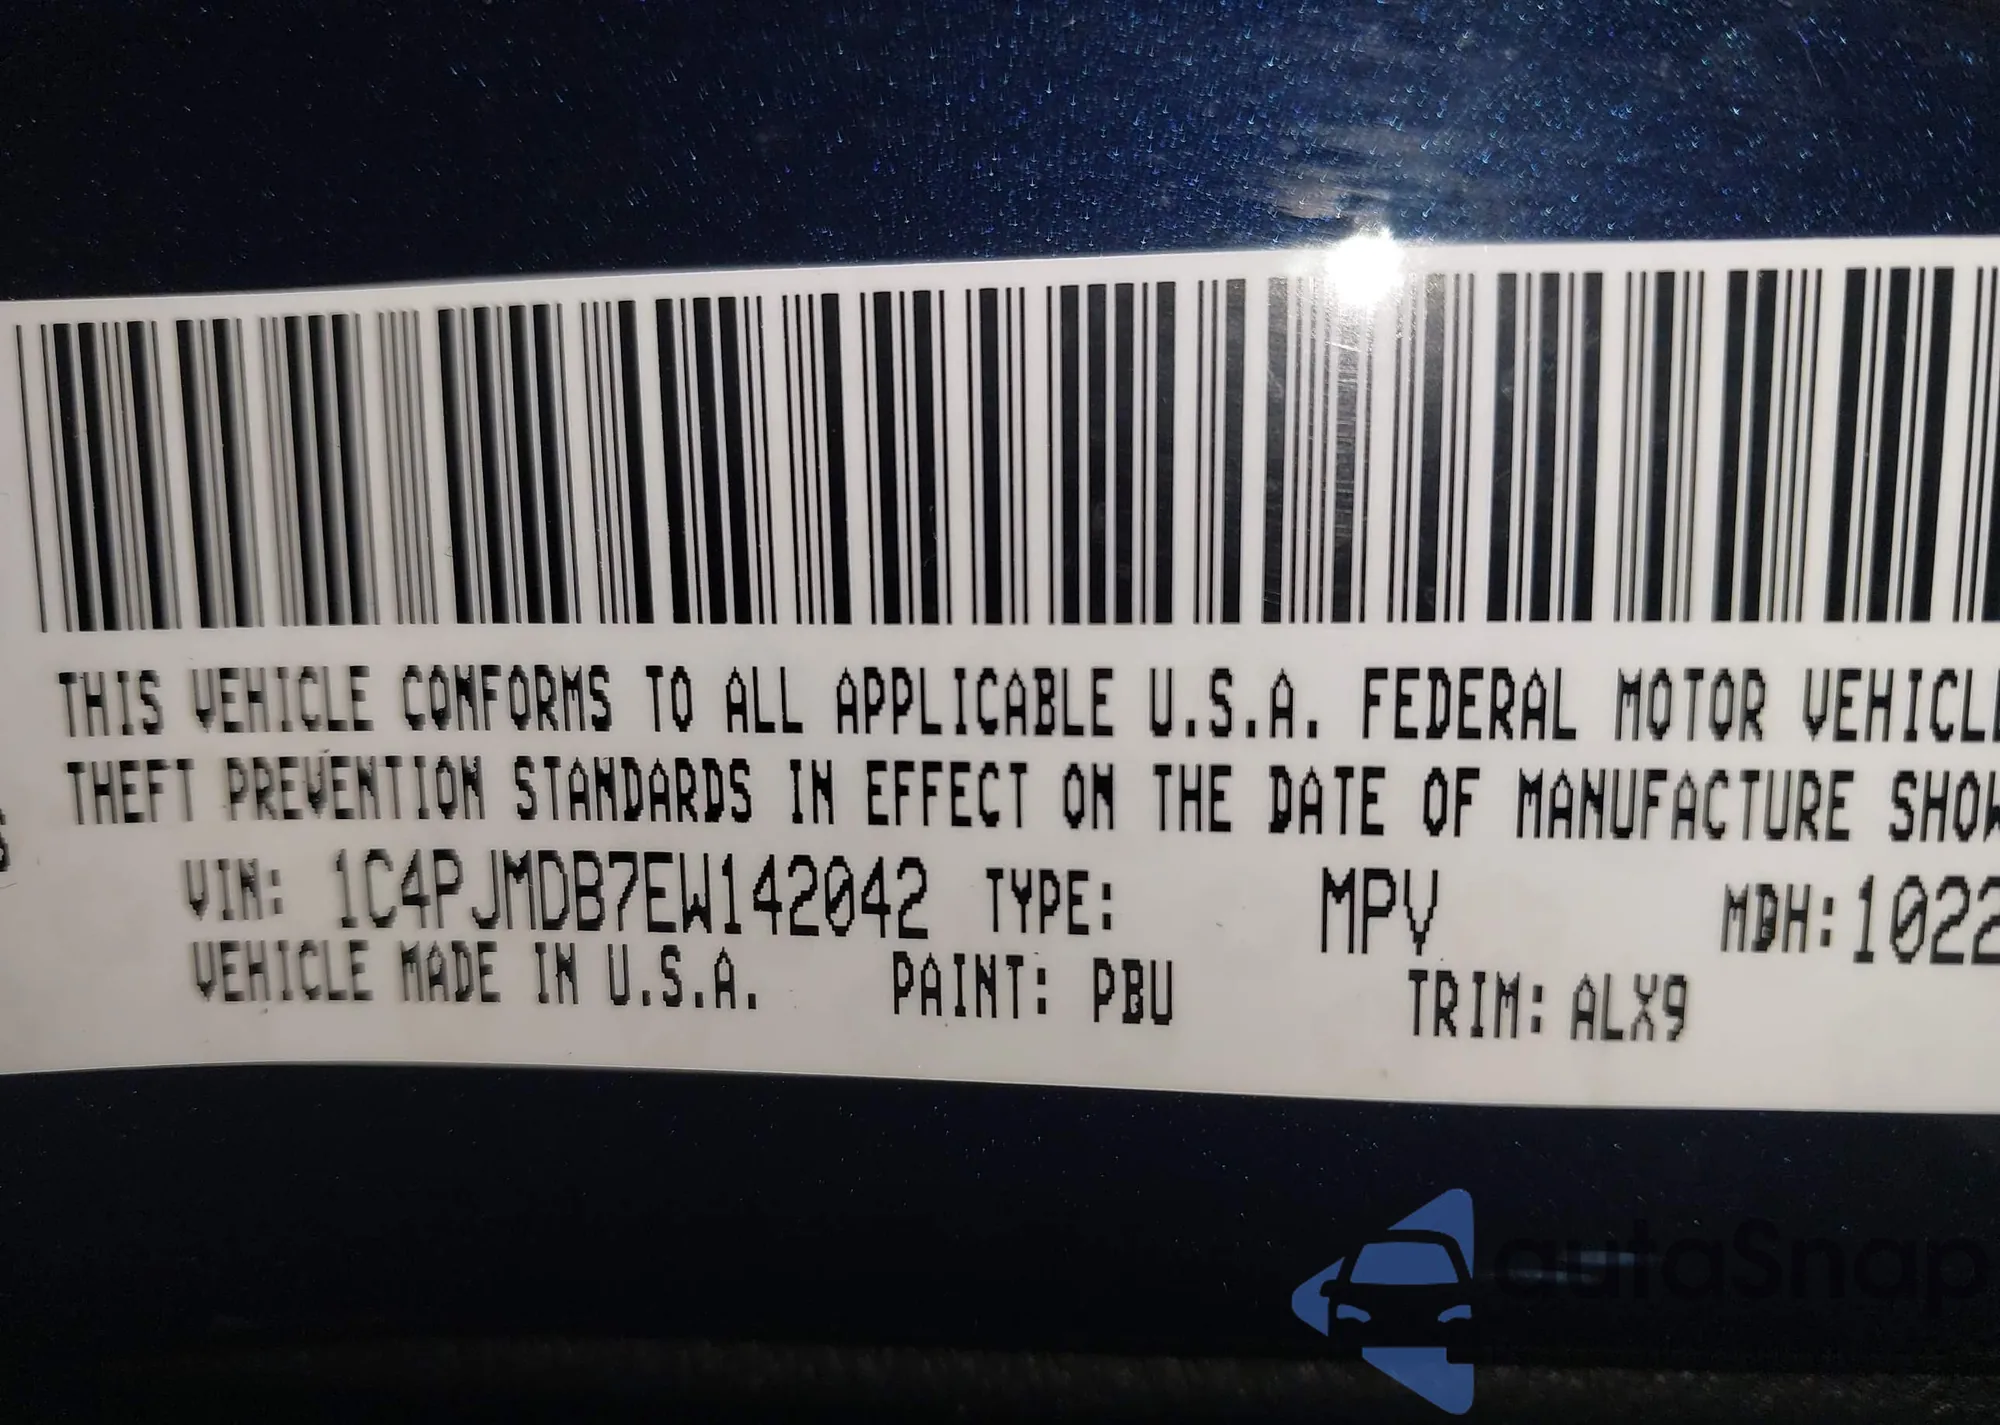 THIS VEHICLE CONFORMS TO ALL APPLICABLE U.S.A. FEDERAL MOTOR VEHICL
THEFT PREVENTION STANDARDS IN EFFECT ON THE DATE OF MANUFACTURE SHOW
VIN: 1C4PJMDB7EW142042 TYPE: MPV MDH:1022
VEHICLE MADE IN U.S.A. PAINT: PBU TRIM: ALX9
autaSnap